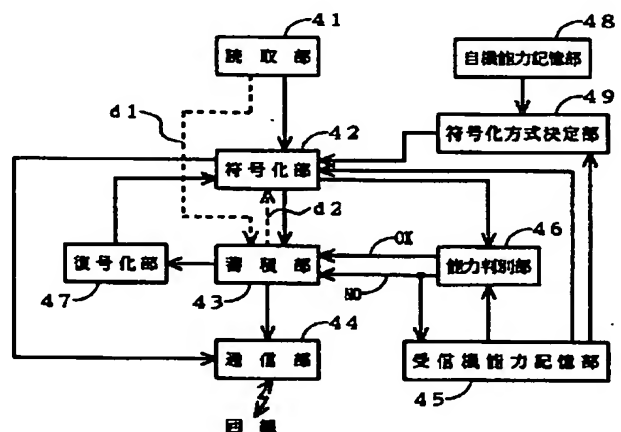 41
読取部
48
自機能力記憶部
d1
42
49
符号化方式決定部
符号化部
d2
46
OK
復号化部
蓄積部
能力判別部
NO
47
43
44
通信部
受信機能力記憶部
45
回線